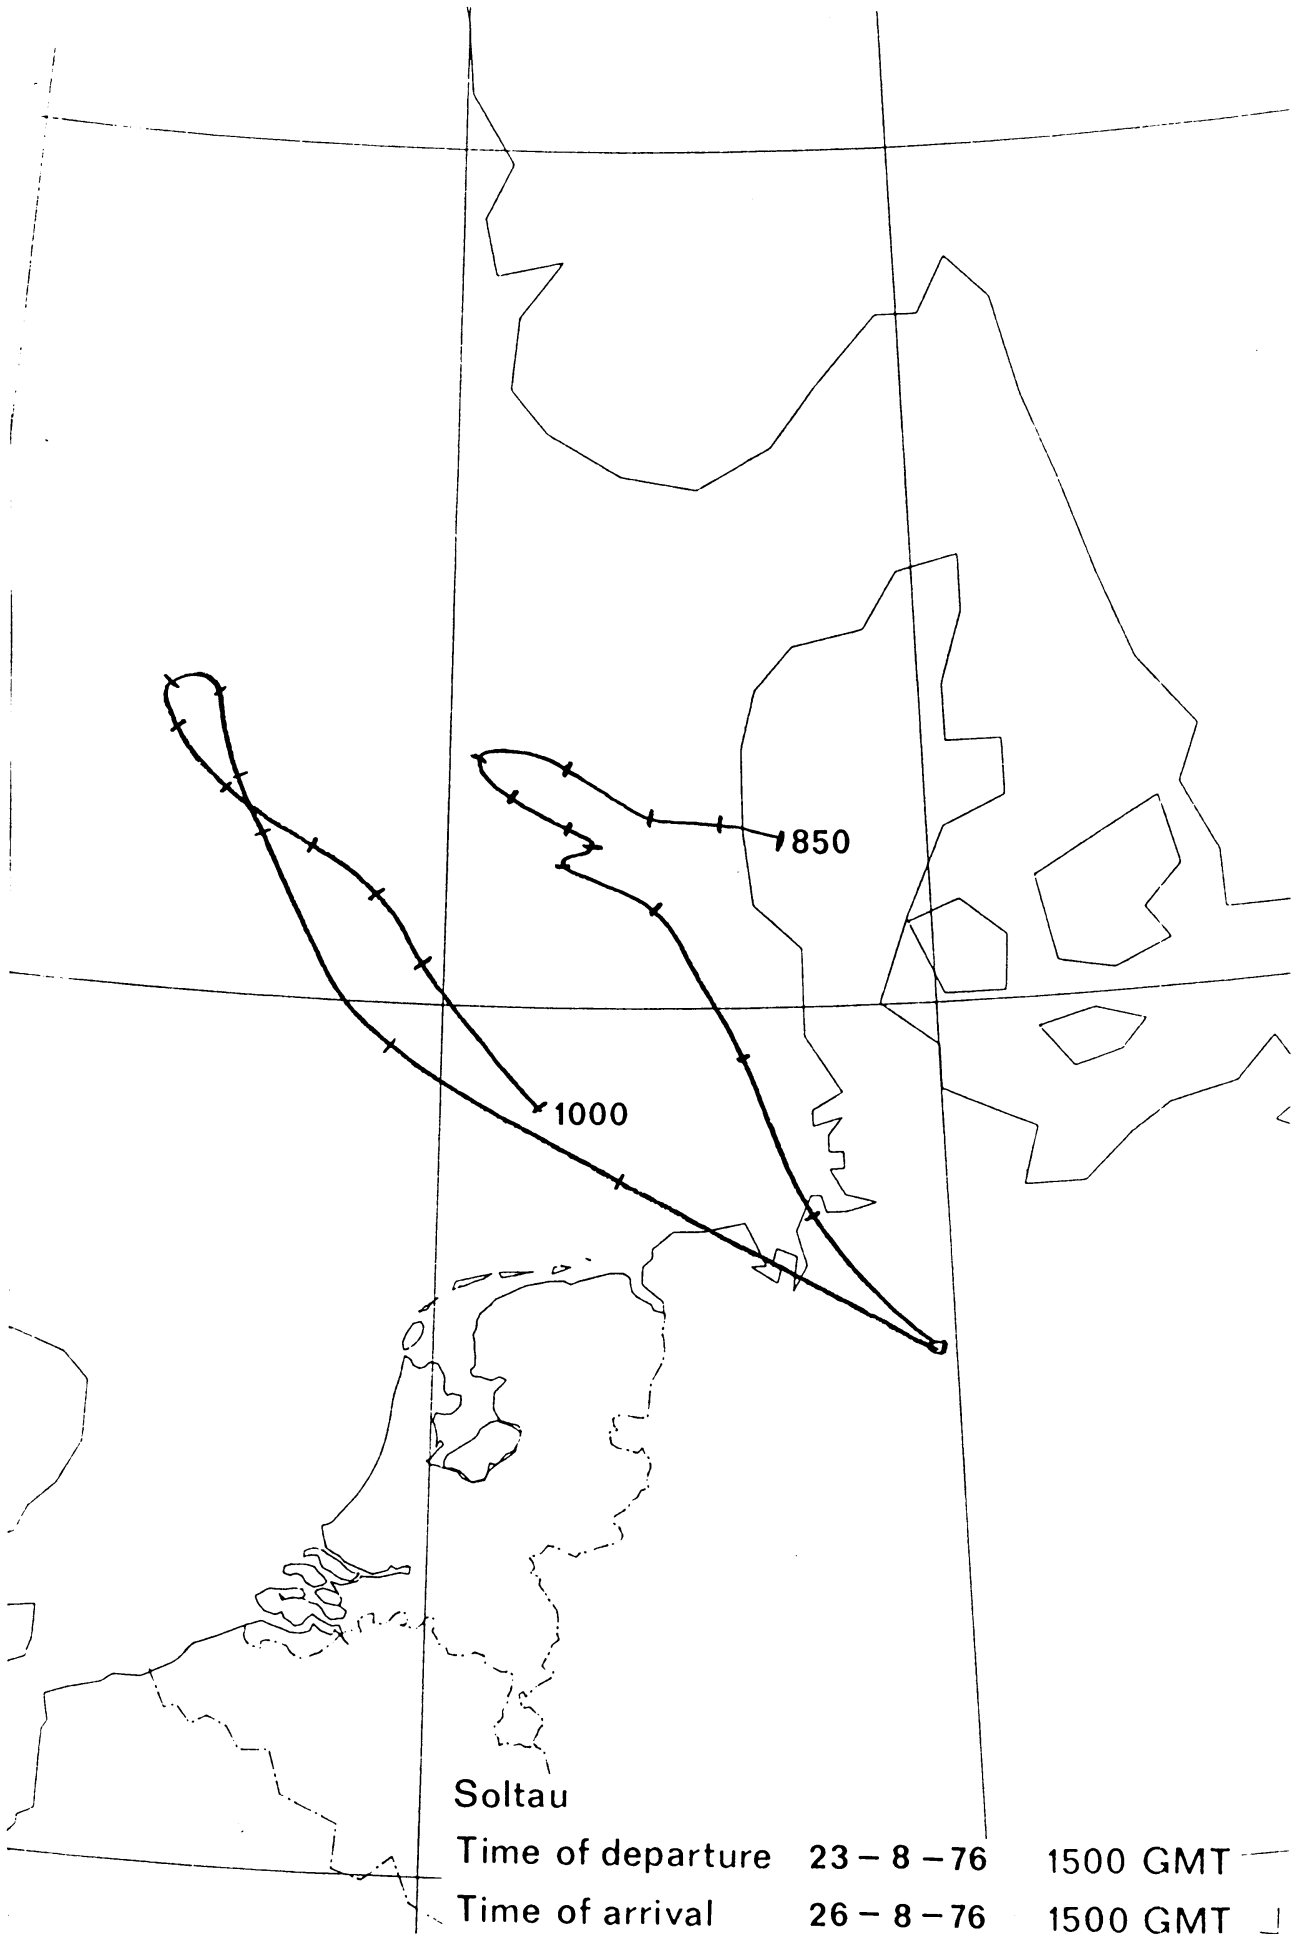 850
1000
Soltau
Time of departure 23 – 8 – 76 1500 GMT
Time of arrival 26 – 8 – 76 1500 GMT